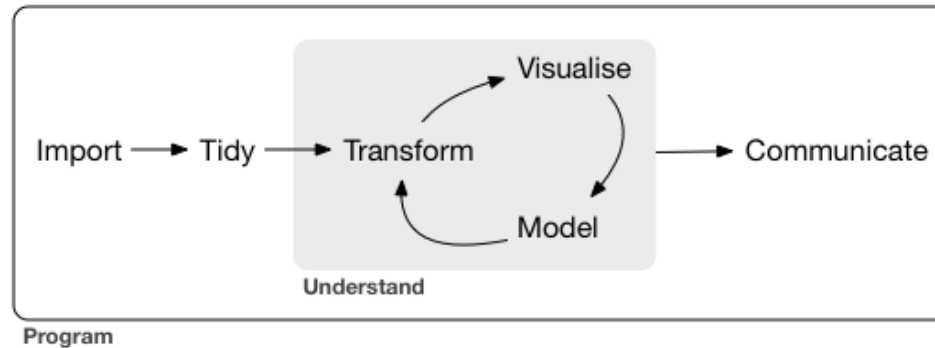 Visualise
Import
Tidy
Transform
Communicate
Model
Understand
Program